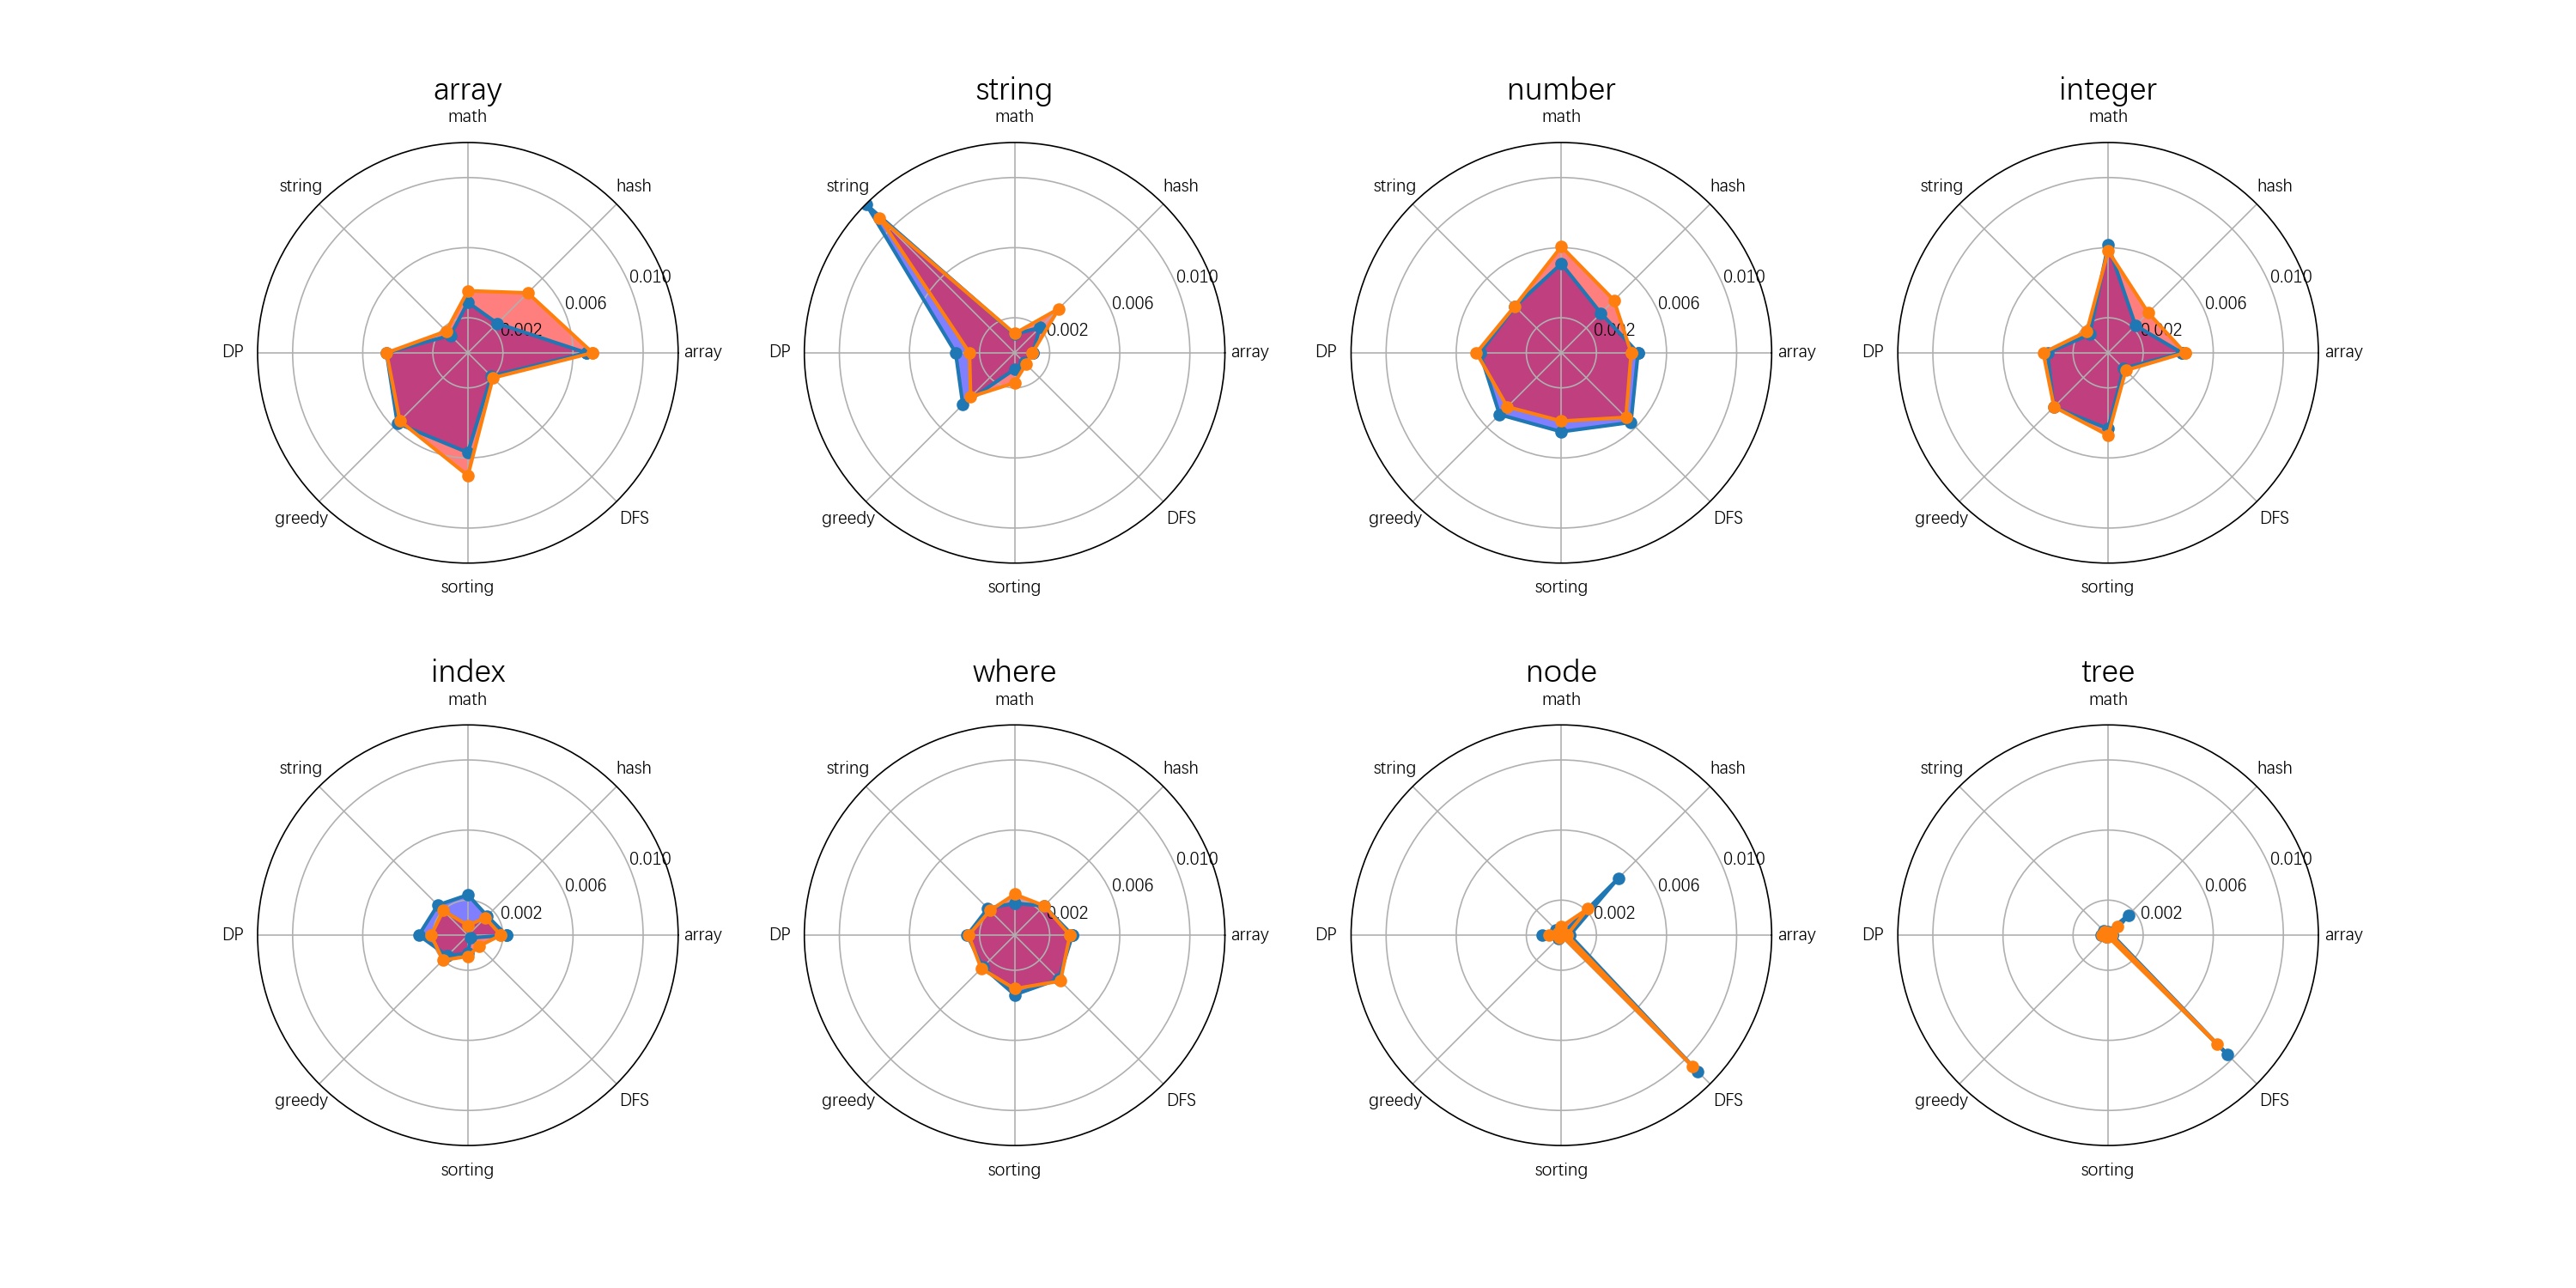 array
math
string
hash
0.010
0.006
0.002
DP
array
greedy
DFS
sorting
string
math
string
hash
0.010
0.006
0.002
DP
array
greedy
DFS
sorting
number
math
string
hash
0.010
0.006
0.002
DP
array
greedy
DFS
sorting
integer
math
string
hash
0.010
0.006
0.002
DP
array
greedy
DFS
sorting
index
math
string
hash
0.010
0.006
0.002
DP
array
greedy
DFS
sorting
where
math
string
hash
0.010
0.006
0.002
DP
array
greedy
DFS
sorting
node
math
string
hash
0.010
0.006
0.002
DP
array
greedy
DFS
sorting
tree
math
string
hash
0.010
0.006
0.002
DP
array
greedy
DFS
sorting